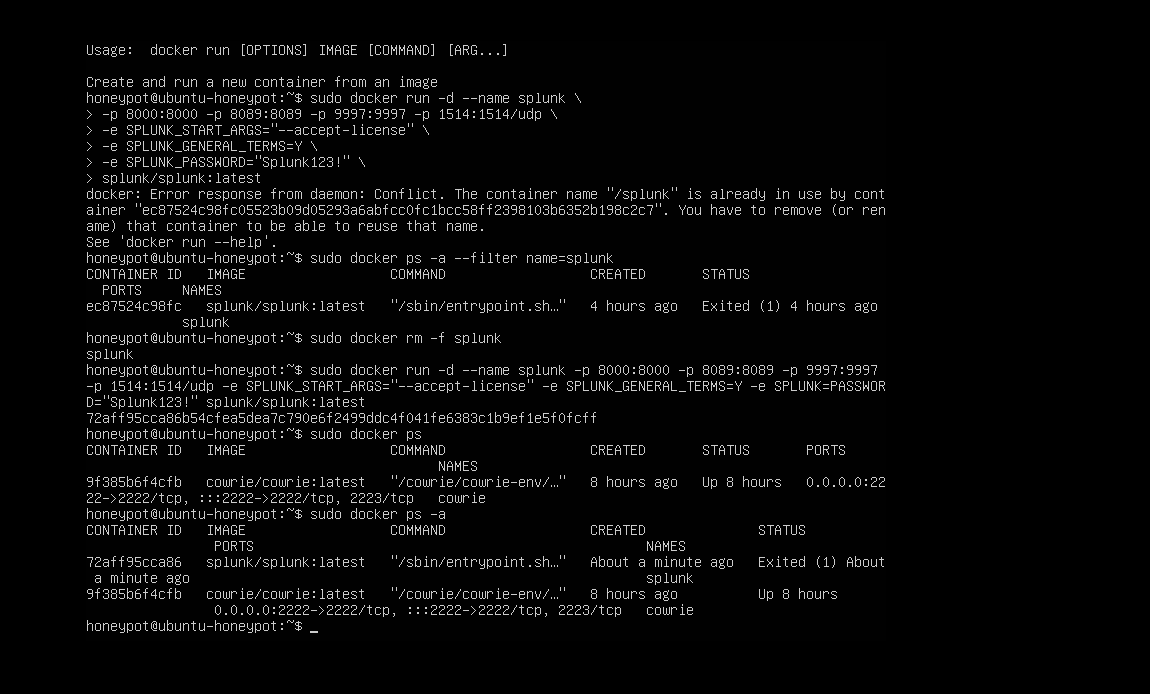 Usage:  docker run [OPTIONS] IMAGE [COMMAND] [ARG...]
Create and run a new container from an image
honeypot@ubuntu-honeypot:~$ sudo docker run -d --name splunk \
> -p 8000:8000 -p 8089:8089 -p 9997:9997 -p 1514:1514/udp \
> -e SPLUNK_START_ARGS="--accept-license" \
> -e SPLUNK_GENERAL_TERMS=Y \
> -e SPLUNK_PASSWORD="Splunk123!" \
> splunk/splunk:latest
docker: Error response from daemon: Conflict. The container name "/splunk" is already in use by cont
ainer "ec87524c98fc05523b09d05293a6abfcc0fc1bcc58ff2398103b6352b198c2c7". You have to remove (or ren
ame) that container to be able to reuse that name.
See 'docker run --help'.
honeypot@ubuntu-honeypot:~$ sudo docker ps -a --filter name=splunk
CONTAINER ID   IMAGE                  COMMAND                  CREATED       STATUS
  PORTS     NAMES
ec87524c98fc   splunk/splunk:latest   "/sbin/entrypoint.sh…"   4 hours ago   Exited (1) 4 hours ago
            splunk
honeypot@ubuntu-honeypot:~$ sudo docker rm -f splunk
splunk
honeypot@ubuntu-honeypot:~$ sudo docker run -d --name splunk -p 8000:8000 -p 8089:8089 -p 9997:9997
-p 1514:1514/udp -e SPLUNK_START_ARGS="--accept-license" -e SPLUNK_GENERAL_TERMS=Y -e SPLUNK=PASSWOR
D="Splunk123!" splunk/splunk:latest
72aff95cca86b54cfea5dea7c790e6f2499ddc4f041fe6383c1b9ef1e5f0fcff
honeypot@ubuntu-honeypot:~$ sudo docker ps
CONTAINER ID   IMAGE                  COMMAND                  CREATED       STATUS       PORTS
                                            NAMES
9f385b6f4cfb   cowrie/cowrie:latest   "/cowrie/cowrie-env/…"   8 hours ago   Up 8 hours   0.0.0.0:22
22->2222/tcp, :::2222->2222/tcp, 2223/tcp   cowrie
honeypot@ubuntu-honeypot:~$ sudo docker ps -a
CONTAINER ID   IMAGE                  COMMAND                  CREATED              STATUS
                PORTS                                                 NAMES
72aff95cca86   splunk/splunk:latest   "/sbin/entrypoint.sh…"   About a minute ago   Exited (1) About
 a minute ago                                                         splunk
9f385b6f4cfb   cowrie/cowrie:latest   "/cowrie/cowrie-env/…"   8 hours ago          Up 8 hours
                0.0.0.0:2222->2222/tcp, :::2222->2222/tcp, 2223/tcp   cowrie
honeypot@ubuntu-honeypot:~$ _